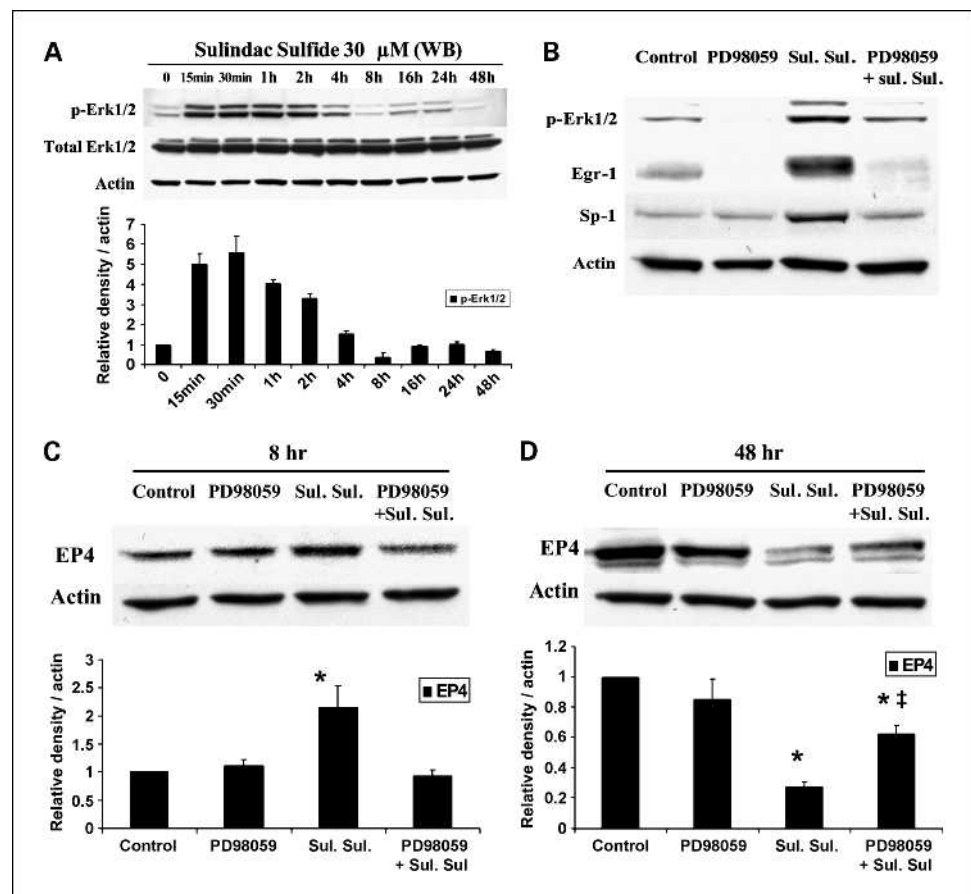 A
Sulindac Sulfide 30 μM (WB)
0 15min 30min 1h 2h 4h 8h 16h 24h 48h
p-Erk1/2
Total Erk1/2
Actin
Relative density / actin
7
6
5
4
3
2
1
0
p-Erk1/2
0 15min 30min 1h 2h 4h 8h 16h 24h 48h
B
Control PD98059 Sul. Sul. PD98059
+ sul. Sul.
p-Erk1/2
Egr-1
Sp-1
Actin
C
8 hr
Control PD98059 Sul. Sul. PD98059
+Sul. Sul.
EP4
Actin
Relative density / actin
3
2.5
2
1.5
1
0.5
0
*
EP4
Control PD98059 Sul. Sul. PD98059
+ Sul. Sul
D
48 hr
Control PD98059 Sul. Sul. PD98059
+Sul. Sul
EP4
Actin
Relative density / actin
1.2
1
0.8
0.6
0.4
0.2
0
EP4
* ‡
*
Control PD98059 Sul. Sul. PD98059
+ Sul. Sul